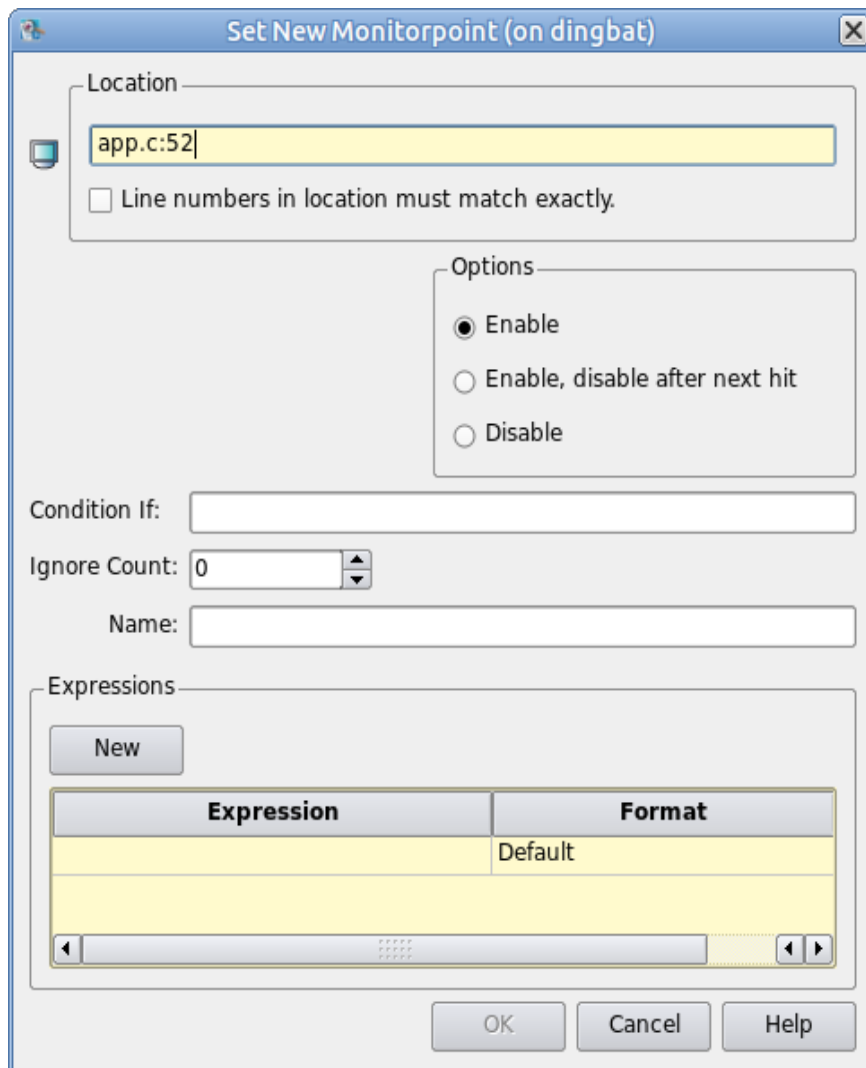 Set New Monitorpoint (on dingbat)
Location
app.c:52
Line numbers in location must match exactly.
Options
Enable
Enable, disable after next hit
Disable
Condition If:
Ignore Count: 0
Name:
Expressions
New
Expression Format
Default
OK Cancel Help